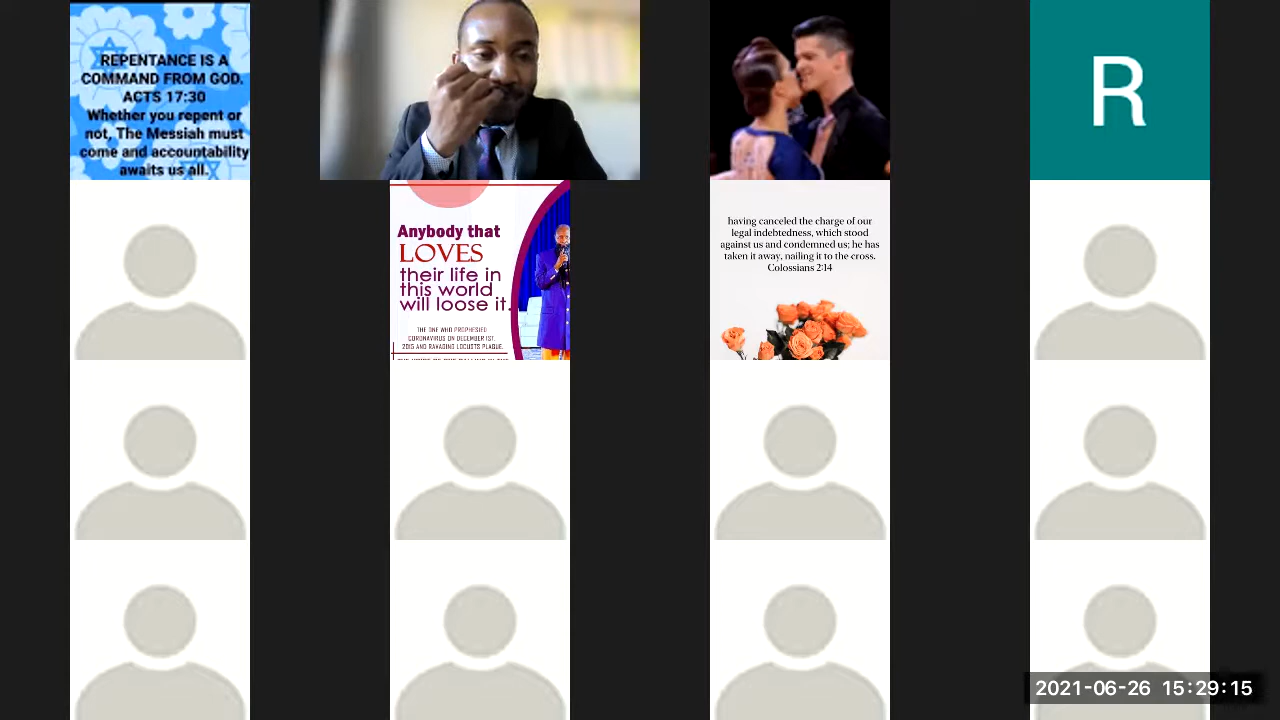 REPENTANCE IS A
COMMAND FROM GOD.
ACTS 17:30
Whether you repent or
not, The Messiah must
come and accountability
awaits us all.
R
Anybody that
LOVES
their life in
this world
will loose it.
THE ONE WHO PROPHESIED
CORONAVIRUS ON DECEMBER 1ST,
2015 AND RAVAGING LOCUSTS PLAGUE.
having canceled the charge of our
legal indebtedness, which stood
against us and condemned us; he has
taken it away, nailing it to the cross.
Colossians 2:14
2021-06-26 15:29:15